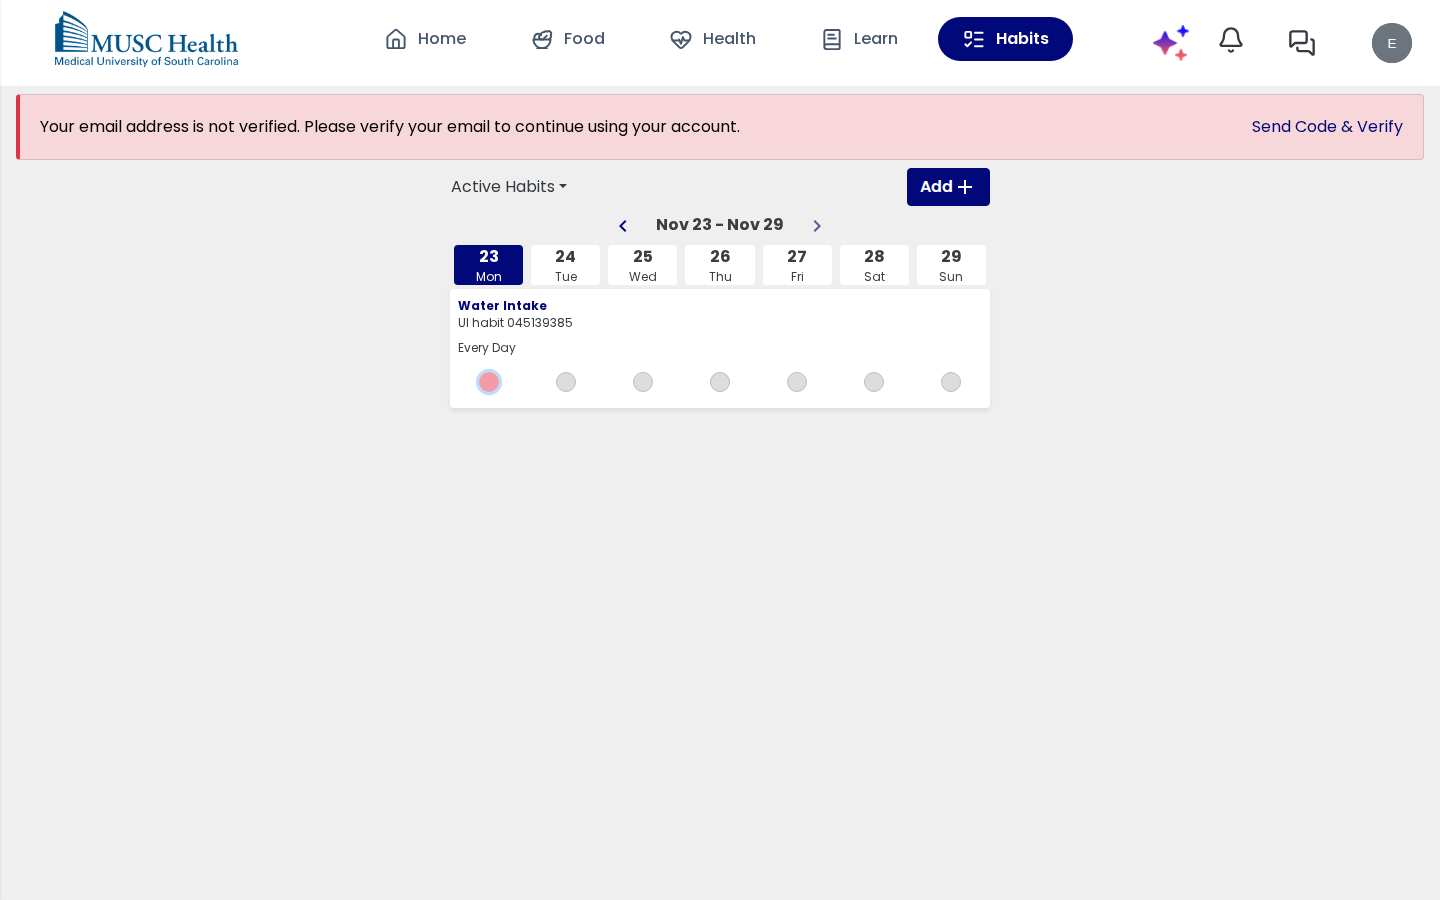 MUSC Health
Medical University of South Carolina
Home
Food
Health
Learn
Habits
E
Your email address is not verified. Please verify your email to continue using your account.
Send Code & Verify
Active Habits
Add
Nov 23 - Nov 29
23 24 25 26 27 28 29
Mon Tue Wed Thu Fri Sat Sun
Water Intake
UI habit 045139385
Every Day